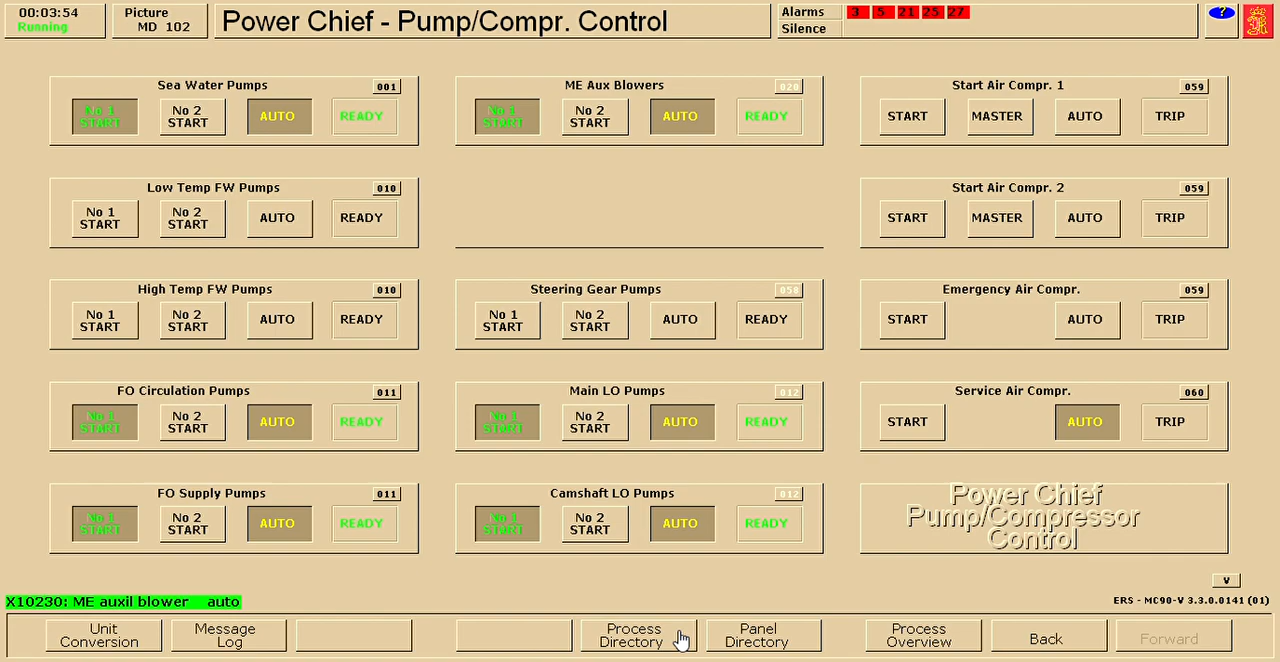 00:03:54
Running
Picture
MD 102
Power Chief - Pump/Compr. Control
Alarms
3 5 21 25 27
Silence
?
Sea Water Pumps 001
No 1 START
No 2 START
AUTO
READY
ME Aux Blowers 020
No 1 START
No 2 START
AUTO
READY
Start Air Compr. 1 059
START
MASTER
AUTO
TRIP
Low Temp FW Pumps 010
No 1 START
No 2 START
AUTO
READY
Start Air Compr. 2 059
START
MASTER
AUTO
TRIP
High Temp FW Pumps 010
No 1 START
No 2 START
AUTO
READY
Steering Gear Pumps 058
No 1 START
No 2 START
AUTO
READY
Emergency Air Compr. 059
START
AUTO
TRIP
FO Circulation Pumps 011
No 1 START
No 2 START
AUTO
READY
Main LO Pumps 012
No 1 START
No 2 START
AUTO
READY
Service Air Compr. 060
START
AUTO
TRIP
FO Supply Pumps 011
No 1 START
No 2 START
AUTO
READY
Camshaft LO Pumps 012
No 1 START
No 2 START
AUTO
READY
Power Chief
Pump/Compressor
Control
v
X10230: ME auxil blower auto
ERS - MC90-V 3.3.0.0141 (01)
Unit
Conversion
Message
Log
Process
Directory
Panel
Directory
Process
Overview
Back
Forward